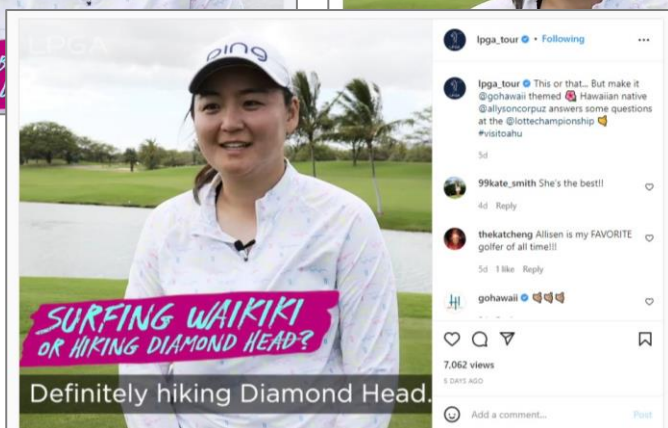 LPGA
PING
SURFING WAIKIKI
OR HIKING DIAMOND HEAD?
Definitely hiking Diamond Head.
lpga_tour • Following
lpga_tour This or that... But make it
@gohawaii themed 🌺 Hawaiian native
@allysoncorpuz answers some questions
at the @lottechampionship 🤙
#visitoahu
5d
99kate_smith She's the best!!
4d Reply
thekatcheng Allisen is my FAVORITE
golfer of all time!!!
5d 1 like Reply
gohawaii 🤙🤙🤙
7,062 views
5 DAYS AGO
Add a comment...
Post